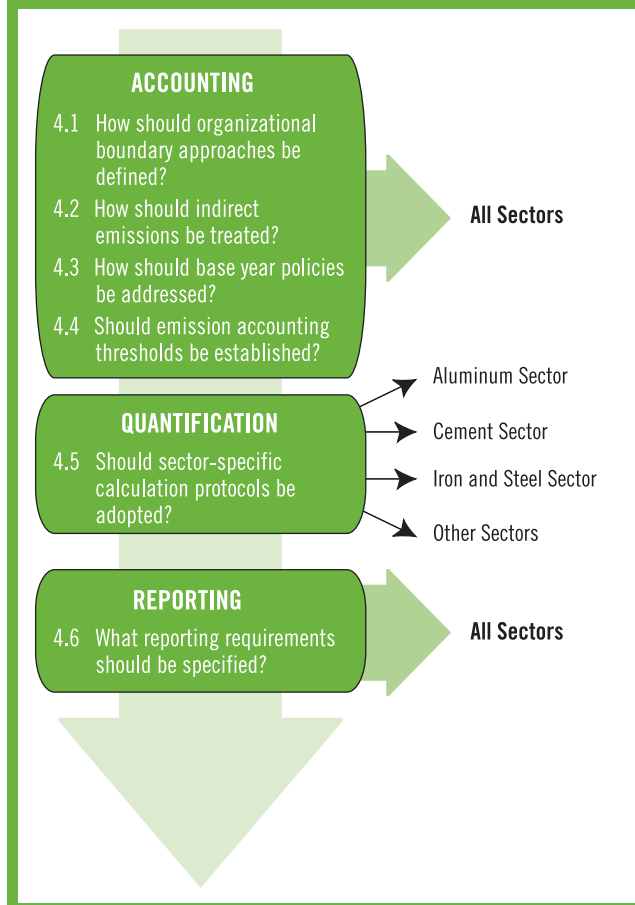 ACCOUNTING
4.1 How should organizational
boundary approaches be
defined?
4.2 How should indirect
emissions be treated?
4.3 How should base year policies
be addressed?
4.4 Should emission accounting
thresholds be established?
All Sectors
QUANTIFICATION
4.5 Should sector-specific
calculation protocols be
adopted?
Aluminum Sector
Cement Sector
Iron and Steel Sector
Other Sectors
REPORTING
4.6 What reporting requirements
should be specified?
All Sectors